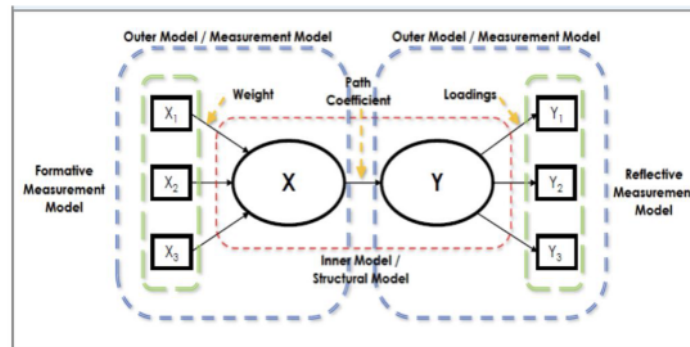 Outer Model / Measurement Model
Outer Model / Measurement Model
Weight
Path
Coefficient
Loadings
X1
Y1
Formative
Measurement
Model
X2
X
Y
Y2
Reflective
Measurement
Model
X3
Y3
Inner Model /
Structural Model